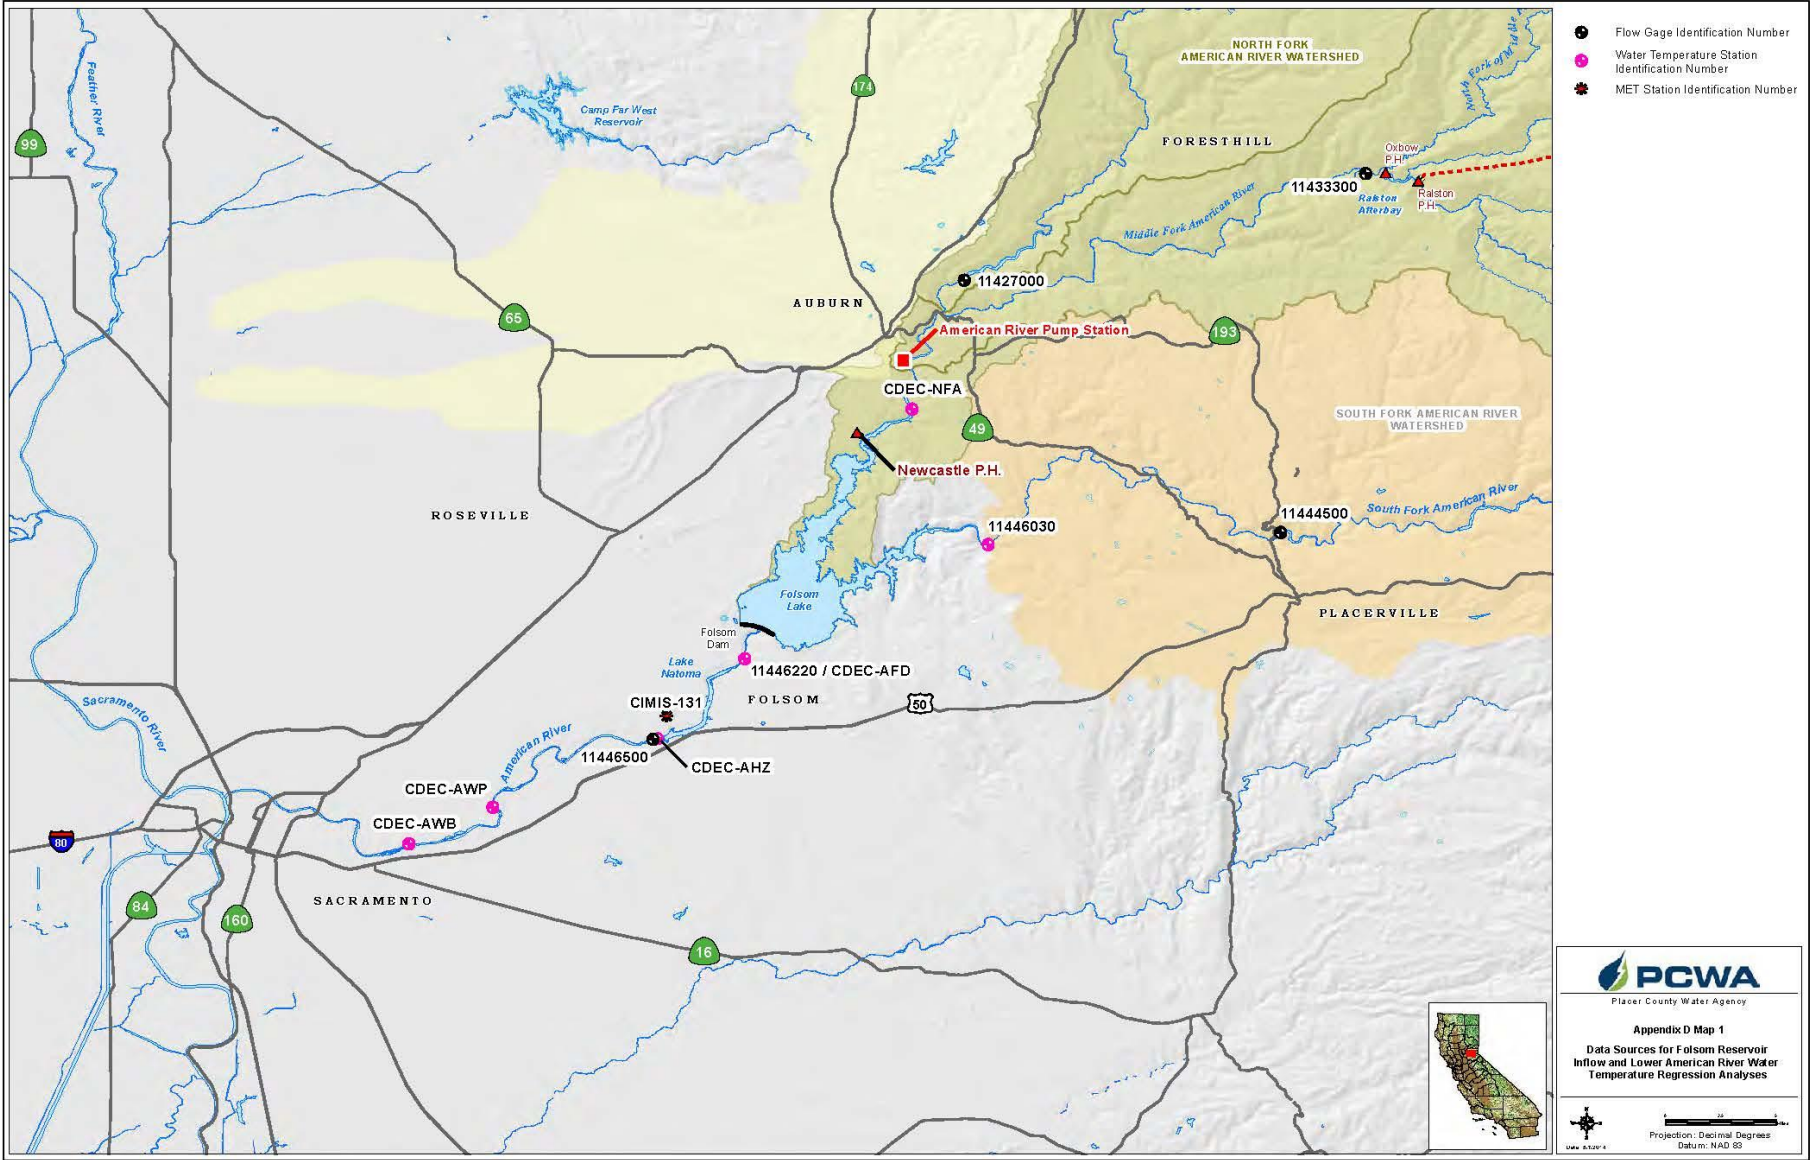 Flow Gage Identification Number
Water Temperature Station
Identification Number
MET Station Identification Number
NORTH FORK
AMERICAN RIVER WATERSHED
Feather River
Camp Far West
Reservoir
174
99
FORESTHILL
Oxbow
P.H.
11433300
Ralston
Afterbay
Ralston
P.H.
Middle Fork American River
11427000
AUBURN
65
American River Pump Station
193
CDEC-NFA
49
SOUTH FORK AMERICAN RIVER
WATERSHED
Newcastle P.H.
ROSEVILLE
11446030
11444500
South Fork American River
Folsom
Lake
PLACERVILLE
Folsom
Dam
Lake
Natoma
11446220 / CDEC-AFD
CIMIS-131
FOLSOM
50
Sacramento River
American River
11446500
CDEC-AHZ
CDEC-AWP
CDEC-AWB
80
84
160
SACRAMENTO
16
PCWA
Placer County Water Agency
Appendix D Map 1
Data Sources for Folsom Reservoir
Inflow and Lower American River Water
Temperature Regression Analyses
Projection: Decimal Degrees
Datum: NAD 83